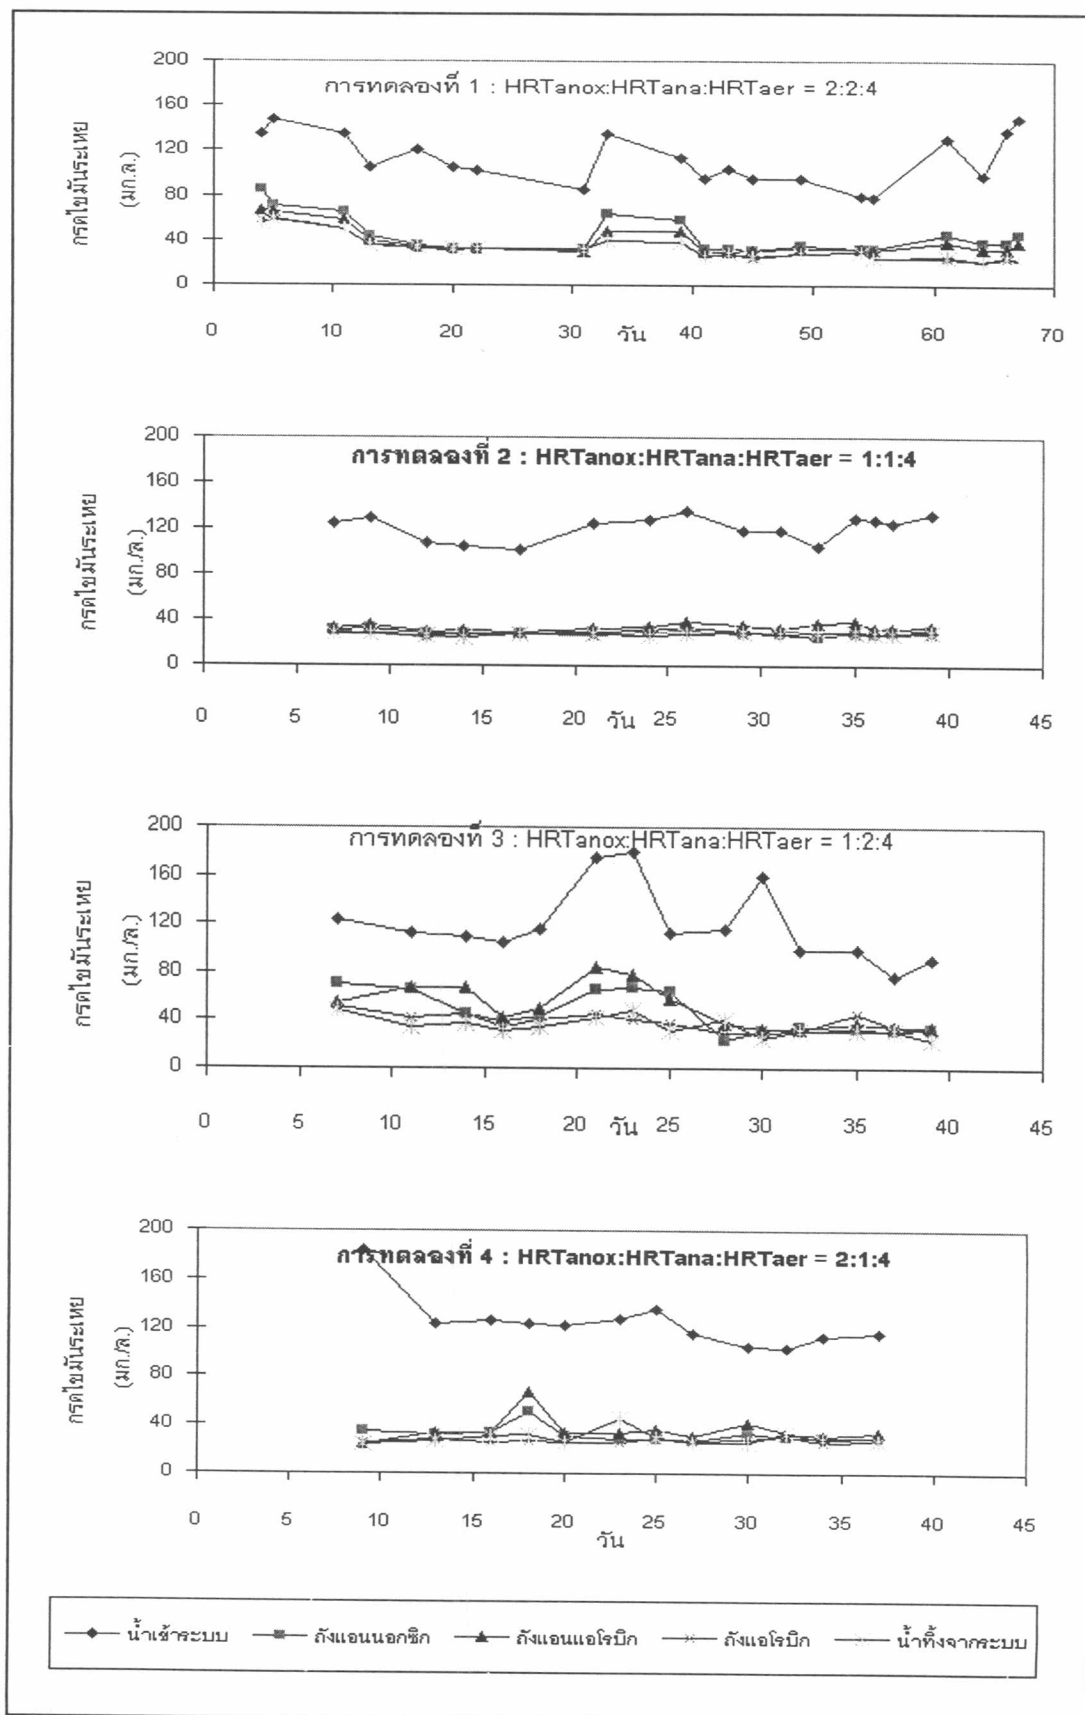 การทดลองที่ 1 : HRTanox:HRTana:HRTaer = 2:2:4
กรดไขมันระเหย
(มก.ล.)
200
160
120
80
40
0
0 10 20 30 วัน 40 50 60 70
การทดลองที่ 2 : HRTanox:HRTana:HRTaer = 1:1:4
กรดไขมันระเหย
(มก./ล.)
200
160
120
80
40
0
0 5 10 15 20 วัน 25 30 35 40 45
การทดลองที่ 3 : HRTanox:HRTana:HRTaer = 1:2:4
กรดไขมันระเหย
(มก./ล.)
200
160
120
80
40
0
0 5 10 15 20 วัน 25 30 35 40 45
การทดลองที่ 4 : HRTanox:HRTana:HRTaer = 2:1:4
กรดไขมันระเหย
(มก./ล.)
200
160
120
80
40
0
0 5 10 15 20 25 30 35 40 45
วัน
น้ำเข้าระบบ ถังแอนนอกซิก ถังแอนแอโรบิก ถังแอโรบิก น้ำทิ้งจากระบบ